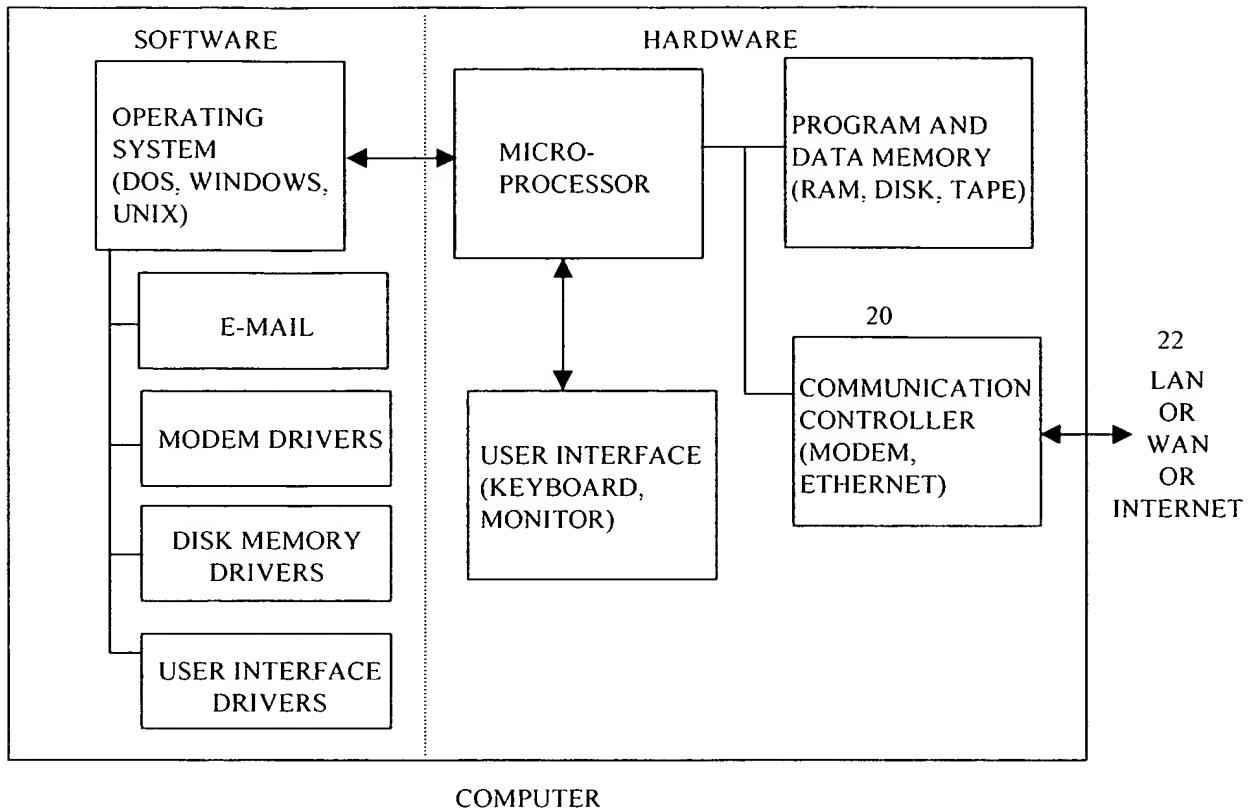 SOFTWARE
HARDWARE
OPERATING
SYSTEM
(DOS, WINDOWS,
UNIX)
E-MAIL
MODEM DRIVERS
DISK MEMORY
DRIVERS
USER INTERFACE
DRIVERS
MICRO-
PROCESSOR
USER INTERFACE
(KEYBOARD,
MONITOR)
PROGRAM AND
DATA MEMORY
(RAM, DISK, TAPE)
20
COMMUNICATION
CONTROLLER
(MODEM,
ETHERNET)
22
LAN
OR
WAN
OR
INTERNET
COMPUTER